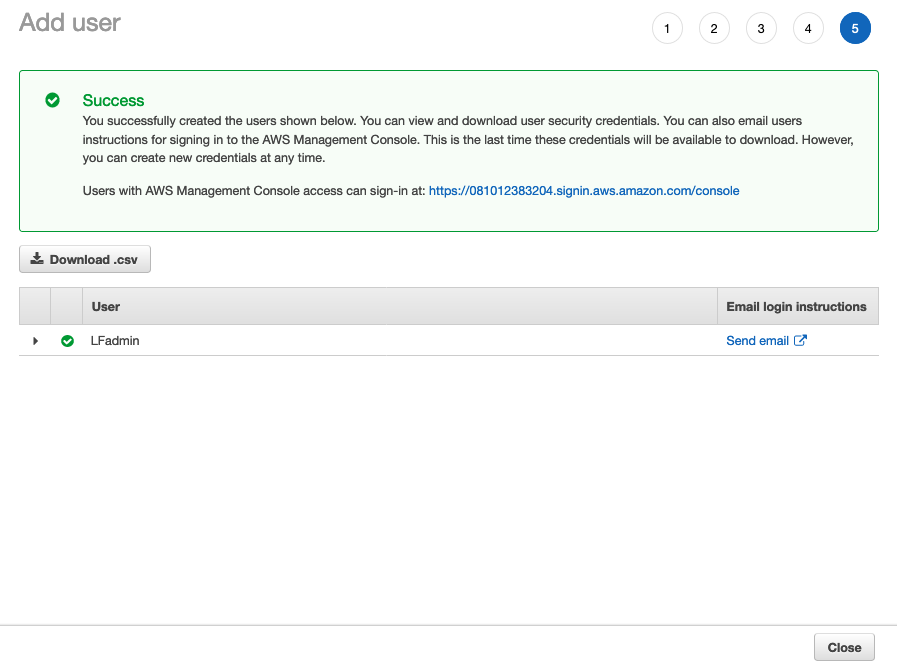 Add user
1 2 3 4 5
Success
You successfully created the users shown below. You can view and download user security credentials. You can also email users
instructions for signing in to the AWS Management Console. This is the last time these credentials will be available to download. However,
you can create new credentials at any time.
Users with AWS Management Console access can sign-in at: https://081012383204.signin.aws.amazon.com/console
Download .csv
User Email login instructions
LFadmin Send email
Close